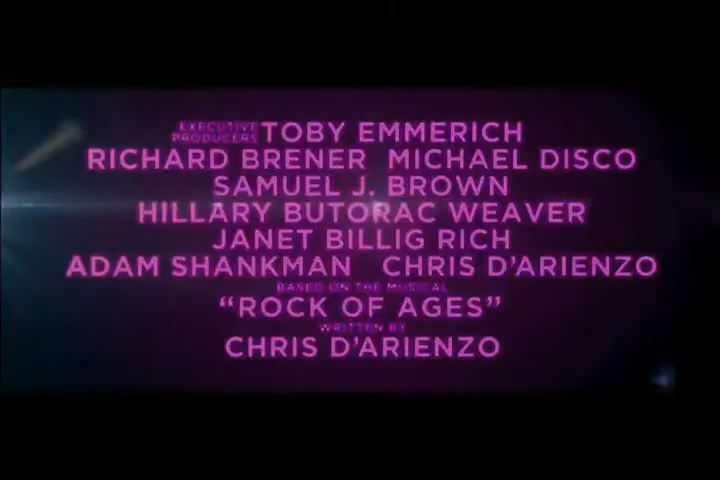 EXECUTIVE PRODUCERS TOBY EMMERICH
RICHARD BRENER MICHAEL DISCO
SAMUEL J. BROWN
HILLARY BUTORAC WEAVER
JANET BILLIG RICH
ADAM SHANKMAN CHRIS D'ARIENZO
BASED ON THE MUSICAL
“ROCK OF AGES”
WRITTEN BY
CHRIS D'ARIENZO